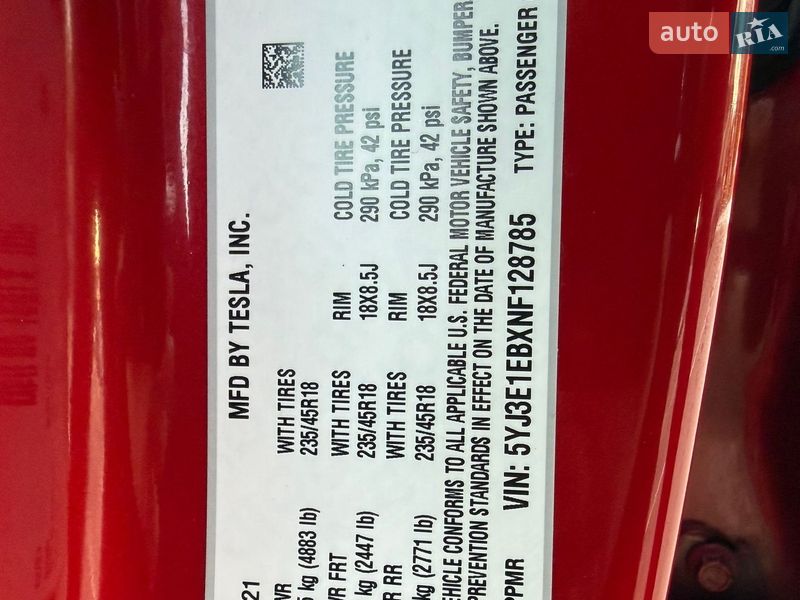 21 MFD BY TESLA, INC.
VR WITH TIRES
5 kg (4883 lb) 235/45R18
VR FRT WITH TIRES RIM COLD TIRE PRESSURE
kg (2447 lb) 235/45R18 18X8.5J 290 kPa, 42 psi
R RR WITH TIRES RIM COLD TIRE PRESSURE
kg (2771 lb) 235/45R18 18X8.5J 290 kPa, 42 psi
EHICLE CONFORMS TO ALL APPLICABLE U.S. FEDERAL MOTOR VEHICLE SAFETY, BUMPER
PREVENTION STANDARDS IN EFFECT ON THE DATE OF MANUFACTURE SHOWN ABOVE.
PPMR VIN: 5YJ3E1EBXNF128785 TYPE: PASSENGER
auto RIA .com